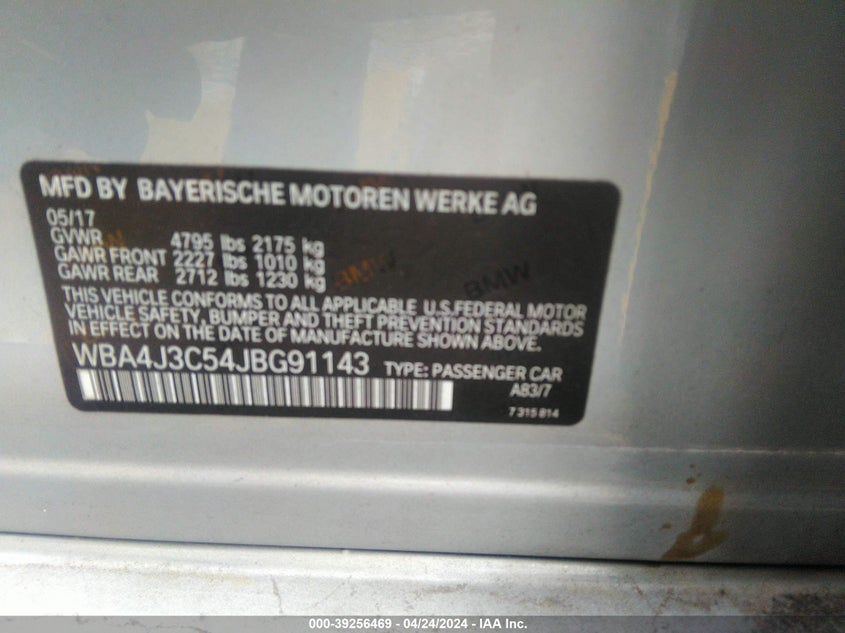 MFD BY BAYERISCHE MOTOREN WERKE AG
05/17
GVWR 4795 lbs 2175 kg
GAWR FRONT 2227 lbs 1010 kg
GAWR REAR 2712 lbs 1230 kg
THIS VEHICLE CONFORMS TO ALL APPLICABLE U.S.FEDERAL MOTOR
VEHICLE SAFETY, BUMPER AND THEFT PREVENTION STANDARDS
IN EFFECT ON THE DATE OF MANUFACTURE SHOWN ABOVE.
WBA4J3C54JBG91143 TYPE: PASSENGER CAR
A83/7
7 315 814
BMW
BMW
000-39256469 - 04/24/2024 - IAA Inc.